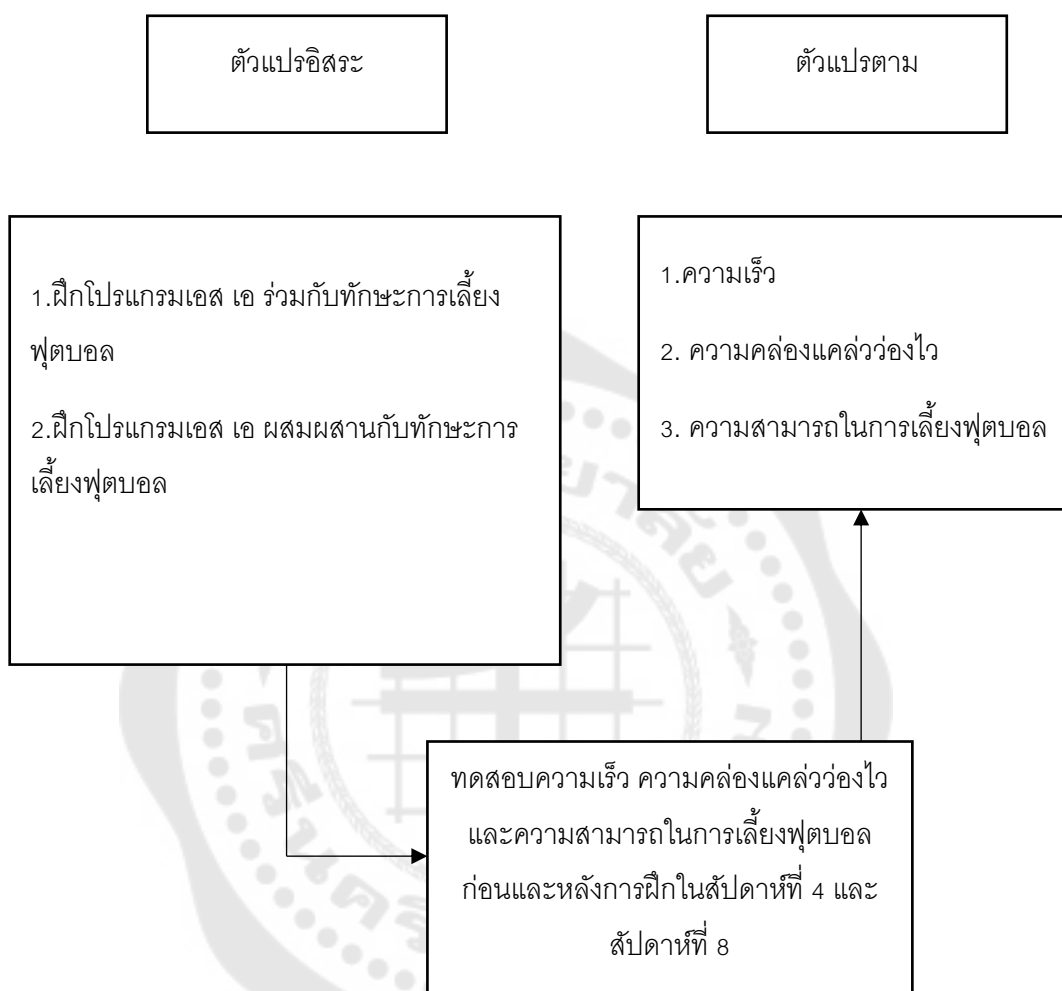 ตัวแปรอิสระ
ตัวแปรตาม
1.ฝึกโปรแกรมเอส เอ ร่วมกับทักษะการเลี้ยง
ฟุตบอล
2.ฝึกโปรแกรมเอส เอ ผสมผสานกับทักษะการ
เลี้ยงฟุตบอล
1.ความเร็ว
2. ความคล่องแคล่วว่องไว
3. ความสามารถในการเลี้ยงฟุตบอล
ทดสอบความเร็ว ความคล่องแคล่วว่องไว
และความสามารถในการเลี้ยงฟุตบอล
ก่อนและหลังการฝึกในสัปดาห์ที่ 4 และ
สัปดาห์ที่ 8